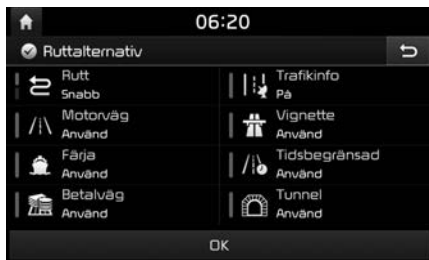 06:20
Ruttalternativ
Rutt
Snabb
Trafikinfo
På
Motorväg
Använd
Vignette
Använd
Färja
Använd
Tidsbegränsad
Använd
Betalväg
Använd
Tunnel
Använd
OK